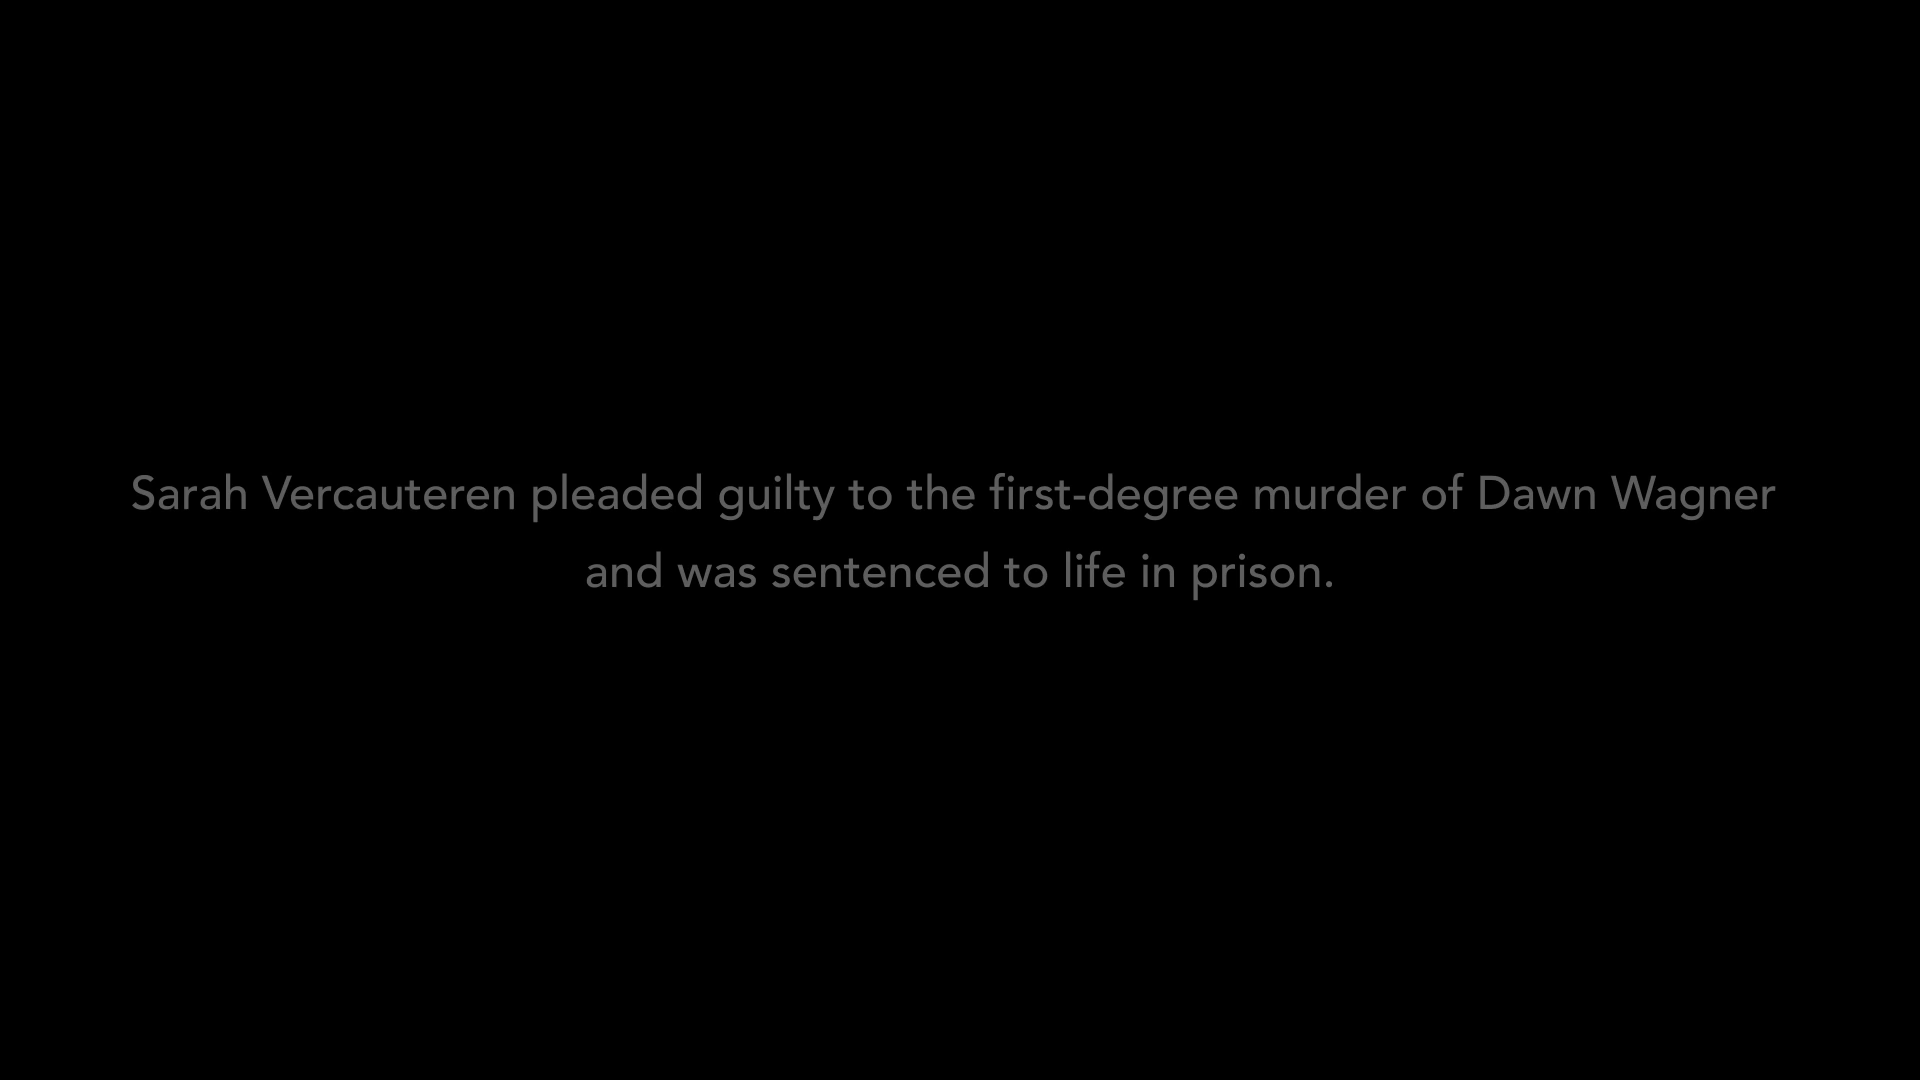 Sarah Vercauteren pleaded guilty to the first-degree murder of Dawn Wagner
and was sentenced to life in prison.